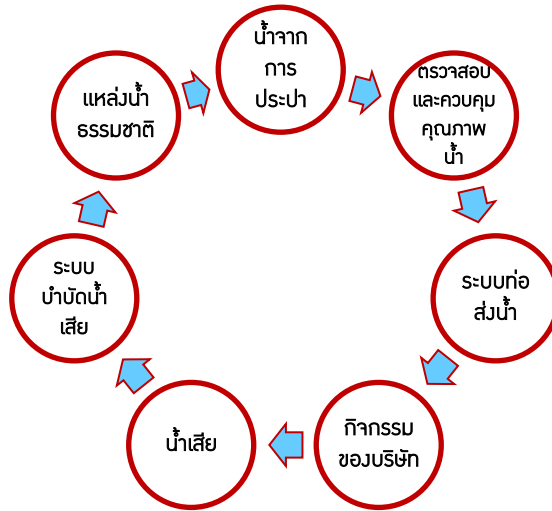 น้ำจาก
การ
ประปา
ตรวจสอบ
และควบคุม
คุณภาพ
น้ำ
ระบบท่อ
ส่งน้ำ
กิจกรรม
ของบริษัท
น้ำเสีย
ระบบ
บำบัดน้ำ
เสีย
แหล่งน้ำ
ธรรมชาติ